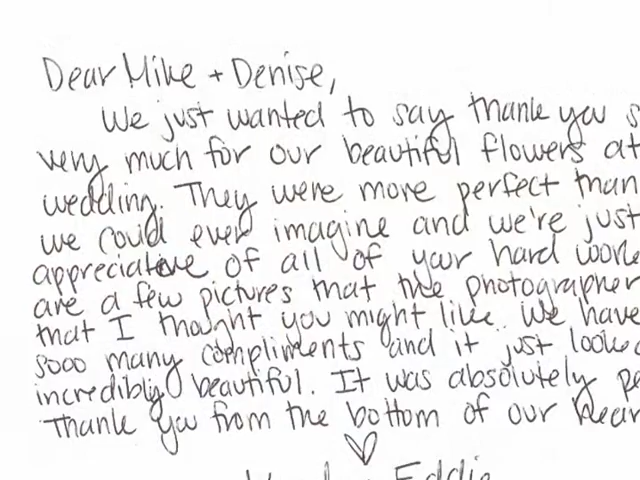 Dear Mike + Denise,
We just wanted to say thank you s
very much for our beautiful flowers at
wedding. They were more perfect than
we could ever imagine and we're just
appreciative of all of your hard work
are a few pictures that the photographer
that I thought you might like. We have
sooo many compliments and it just looked
incredibly beautiful. It was absolutely pe
Thank you from the bottom of our hear
Eddie